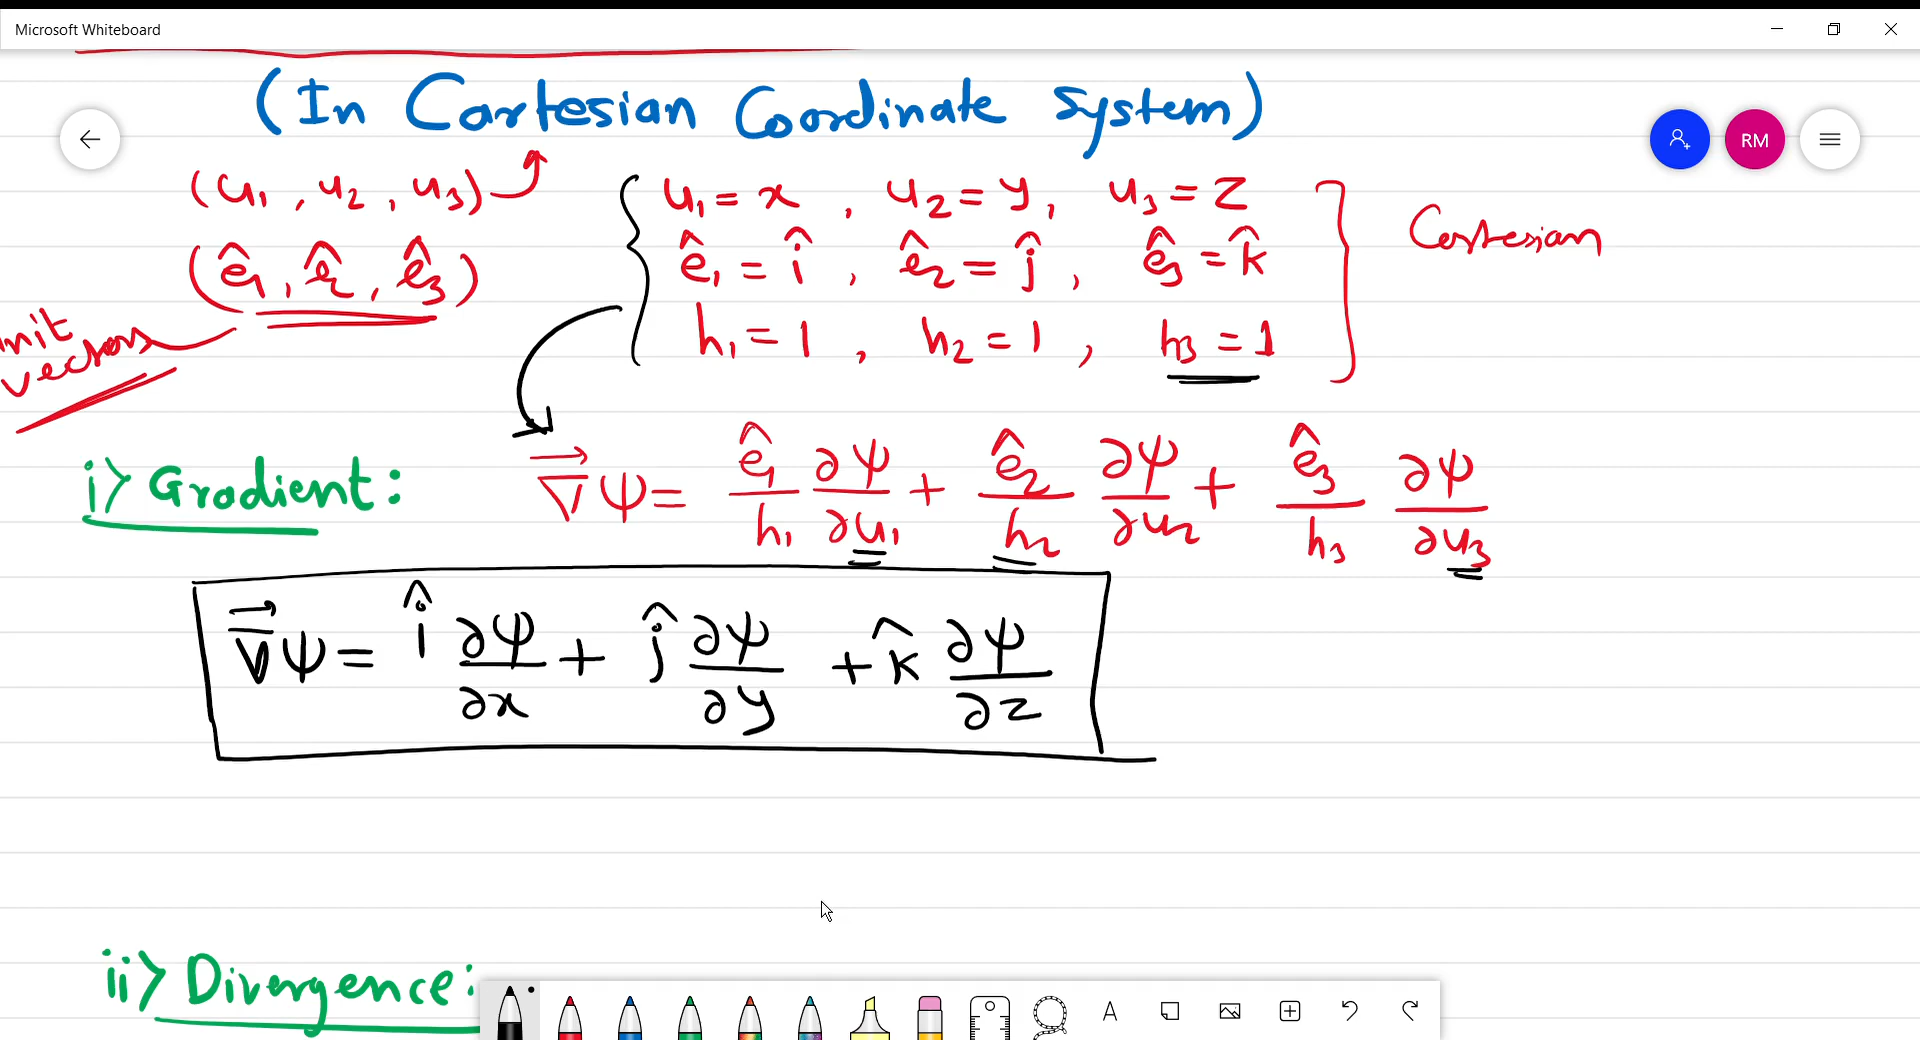 Microsoft Whiteboard
(In Cartesian Coordinate System)
RM
(u₁, u₂, u₃)
u₁ = x, u₂ = y, u₃ = z
Cartesian
(ê₁, ê₂, ê₃)
ê₁ = î, ê₂ = ĵ, ê₃ = k̂
h₁ = 1, h₂ = 1, h₃ = 1
vectors
i> Gradient:
∇⃗ψ = ê₁/h₁ ∂ψ/∂u₁ + ê₂/h₂ ∂ψ/∂u₂ + ê₃/h₃ ∂ψ/∂u₃
∇⃗ψ = î ∂ψ/∂x + ĵ ∂ψ/∂y + k̂ ∂ψ/∂z
ii> Divergence: